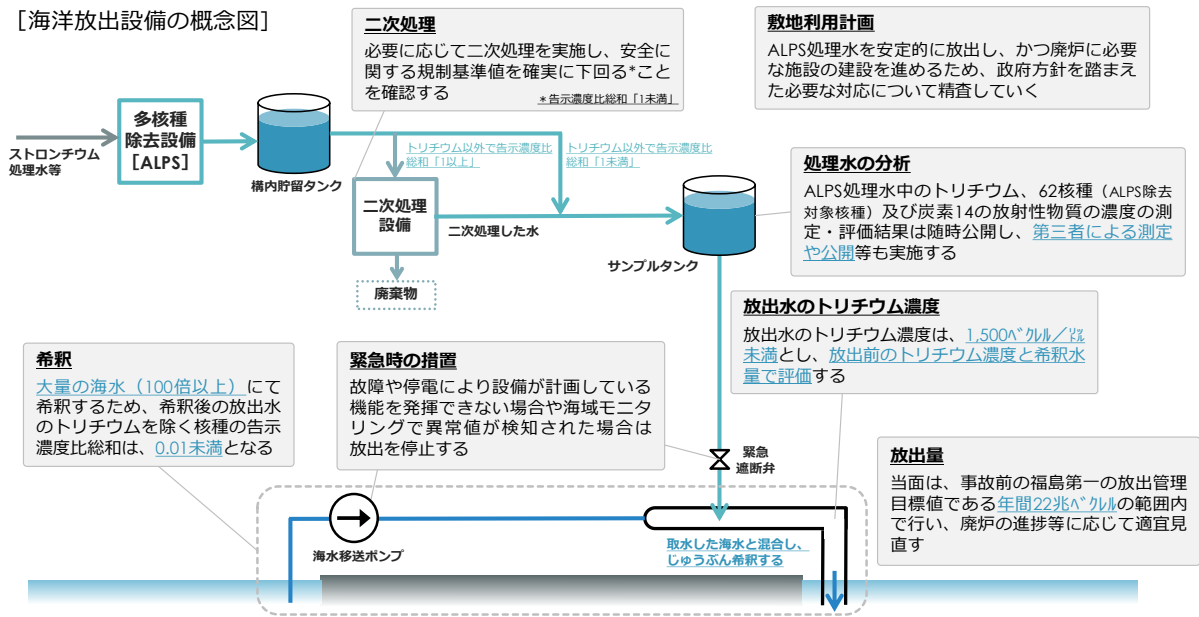 ［海洋放出設備の概念図］
二次処理
必要に応じて二次処理を実施し、安全に
関する規制基準値を確実に下回る*こと
を確認する
＊告示濃度比総和「1未満」
敷地利用計画
ALPS処理水を安定的に放出し、かつ廃炉に必要
な施設の建設を進めるため、政府方針を踏まえ
た必要な対応について精査していく
ストロンチウム
処理水等
多核種
除去設備
［ALPS］
構内貯留タンク
トリチウム以外で告示濃度比
総和「1以上」
トリチウム以外で告示濃度比
総和「1未満」
二次処理
設備
二次処理した水
廃棄物
サンプルタンク
処理水の分析
ALPS処理水中のトリチウム、62核種（ALPS除去
対象核種）及び炭素14の放射性物質の濃度の測
定・評価結果は随時公開し、第三者による測定
や公開等も実施する
放出水のトリチウム濃度
放出水のトリチウム濃度は、1,500ﾍﾞｸﾚﾙ／㍑
未満とし、放出前のトリチウム濃度と希釈水
量で評価する
希釈
大量の海水（100倍以上）にて
希釈するため、希釈後の放出水
のトリチウムを除く核種の告示
濃度比総和は、0.01未満となる
緊急時の措置
故障や停電により設備が計画している
機能を発揮できない場合や海域モニタ
リングで異常値が検知された場合は
放出を停止する
緊急
遮断弁
放出量
当面は、事故前の福島第一の放出管理
目標値である年間22兆ﾍﾞｸﾚﾙの範囲内
で行い、廃炉の進捗等に応じて適宜見
直す
海水移送ポンプ
取水した海水と混合し、
じゅうぶん希釈する